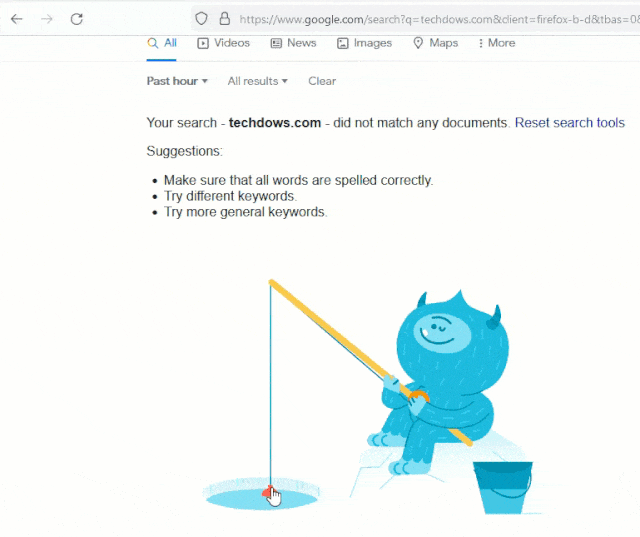 https://www.google.com/search?q=techdows.com&client=firefox-b-d&tbas=0&
All Videos News Images Maps More
Past hour All results Clear
Your search - techdows.com - did not match any documents. Reset search tools
Suggestions:
Make sure that all words are spelled correctly.
Try different keywords.
Try more general keywords.